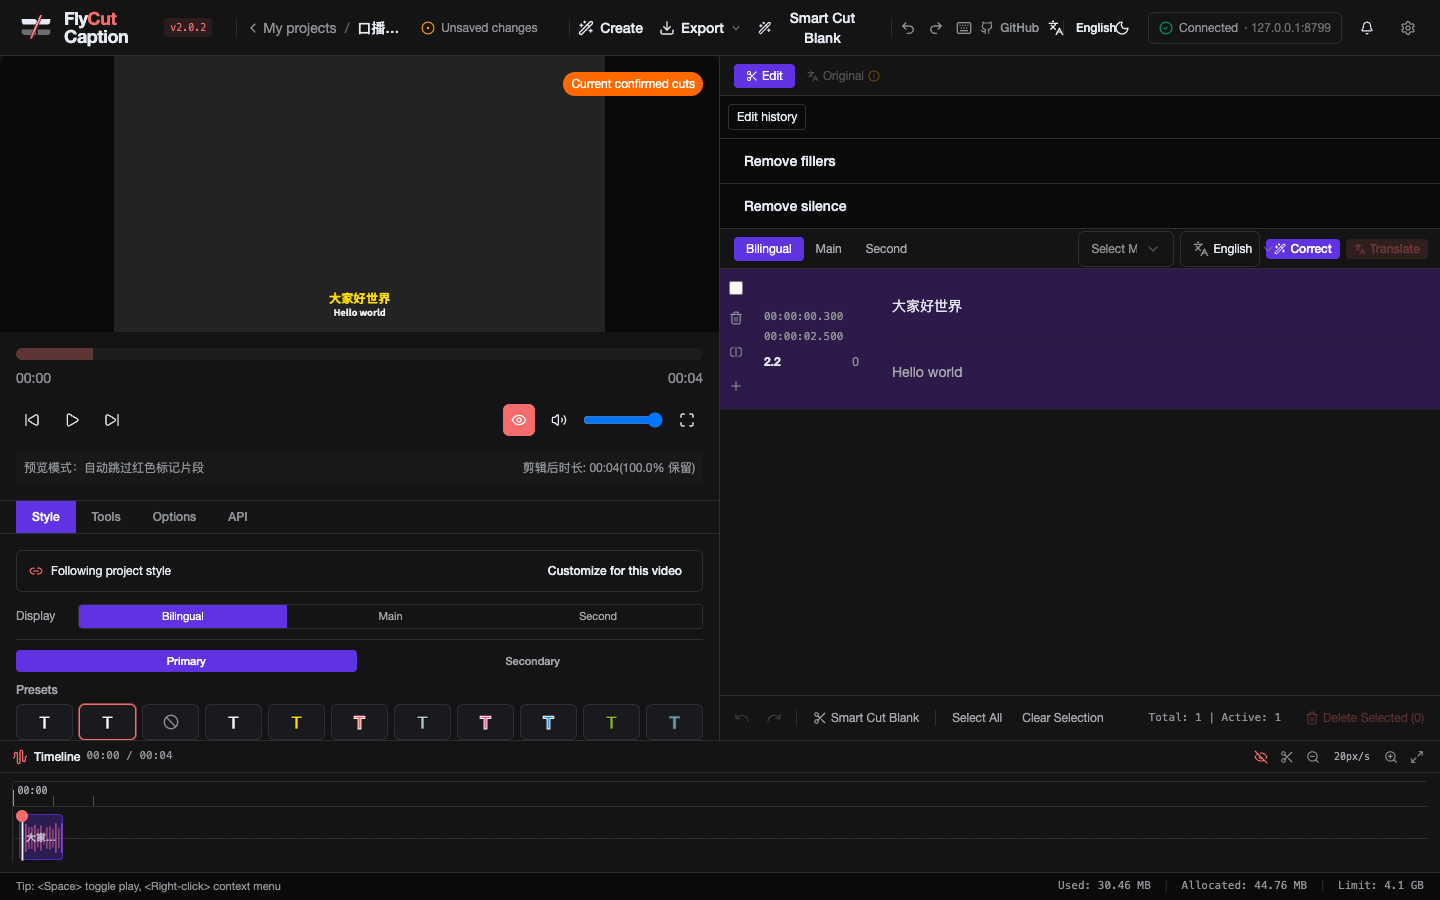 FlyCut Caption
v2.0.2
My projects / 口播...
Unsaved changes
Create
Export
Smart Cut Blank
GitHub
English
Connected · 127.0.0.1:8799
Current confirmed cuts
大家好世界
Hello world
00:00
00:04
预览模式：自动跳过红色标记片段
剪辑后时长: 00:04(100.0% 保留)
Style
Tools
Options
API
Following project style
Customize for this video
Display
Bilingual
Main
Second
Primary
Secondary
Presets
T
T
T
T
T
T
T
T
T
T
Edit
Original
Edit history
Remove fillers
Remove silence
Bilingual
Main
Second
Select M
English
Correct
Translate
00:00:00.300
00:00:02.500
2.2
0
大家好世界
Hello world
Smart Cut Blank
Select All
Clear Selection
Total: 1 | Active: 1
Delete Selected (0)
Timeline
00:00 / 00:04
20px/s
00:00
大家...
Tip: <Space> toggle play, <Right-click> context menu
Used: 30.46 MB
Allocated: 44.76 MB
Limit: 4.1 GB